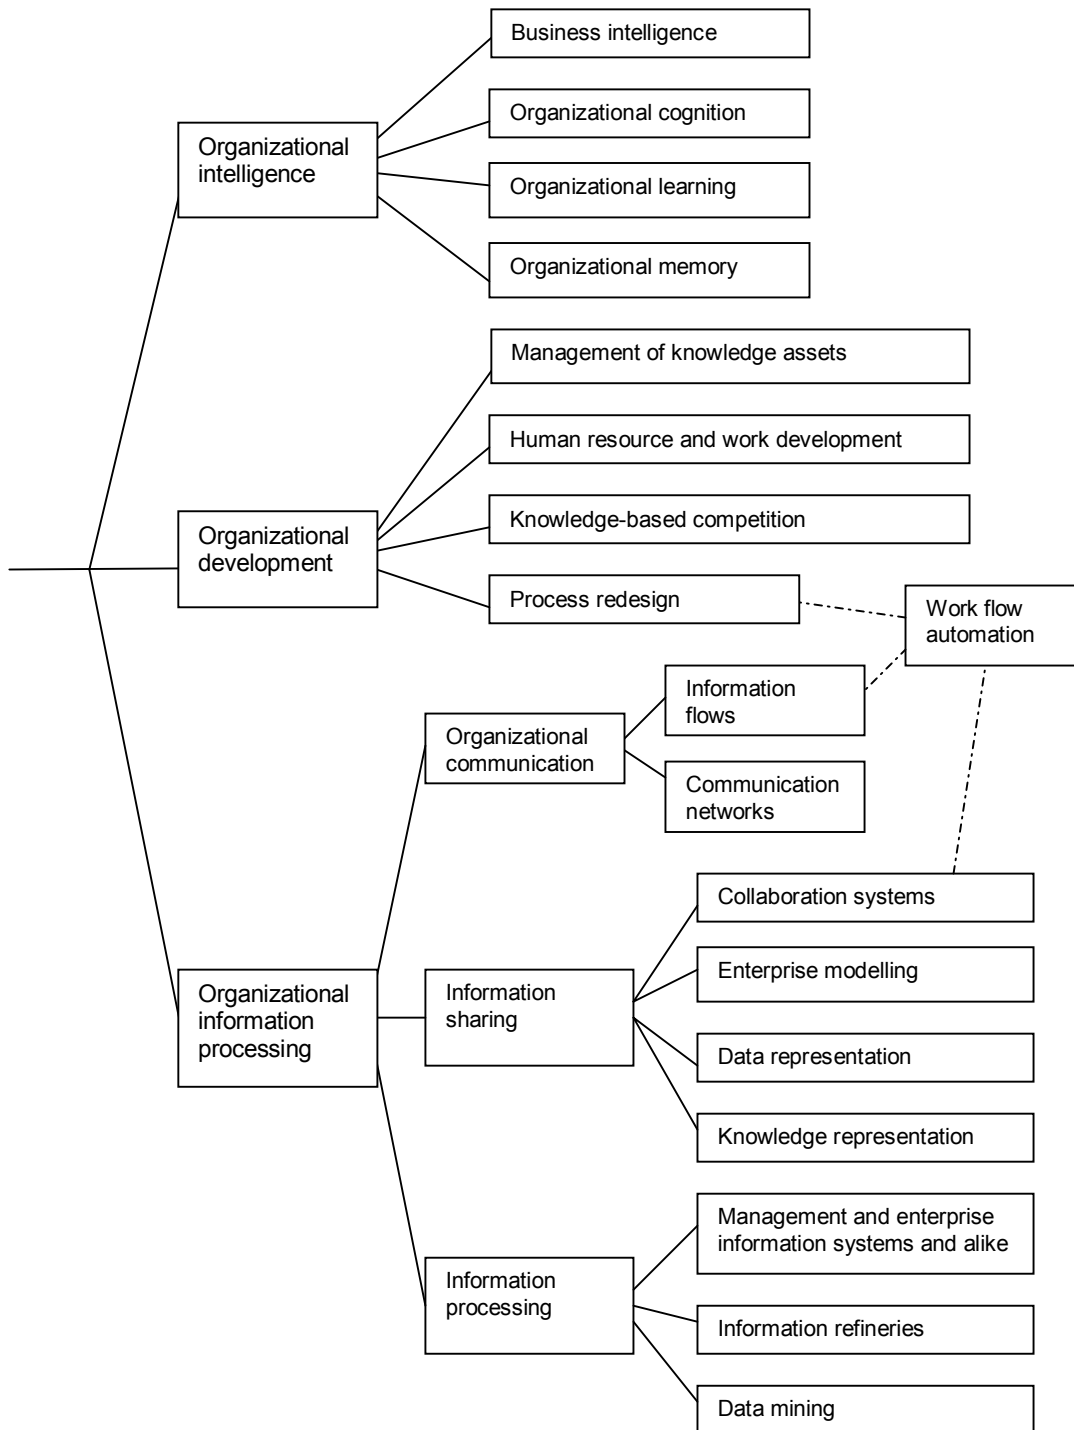 Business intelligence
Organizational cognition
Organizational
intelligence
Organizational learning
Organizational memory
Management of knowledge assets
Human resource and work development
Knowledge-based competition
Organizational
development
Process redesign
Work flow
automation
Information
flows
Organizational
communication
Communication
networks
Collaboration systems
Enterprise modelling
Organizational
information
processing
Information
sharing
Data representation
Knowledge representation
Management and enterprise
information systems and alike
Information
processing
Information refineries
Data mining